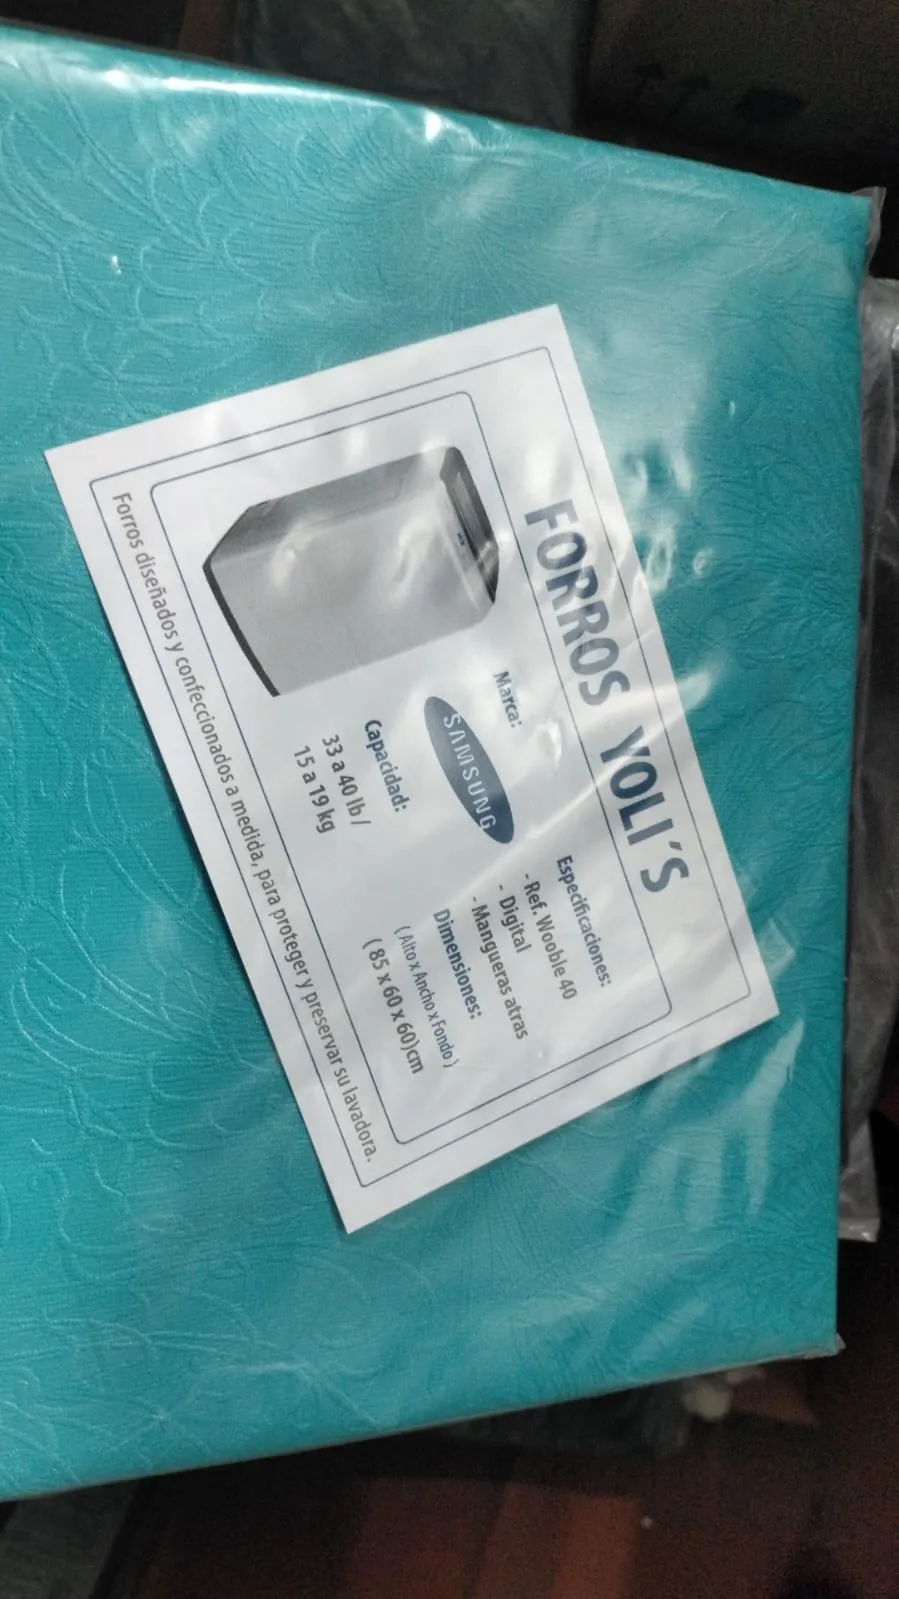 FORROS YOLI´S
Marca:
SAMSUNG
Capacidad:
33 a 40 lb /
15 a 19 kg
Especificaciones:
- Ref. Wooble 40
- Digital
- Mangueras atras
Dimensiones:
( Alto x Ancho x Fondo )
( 85 x 60 x 60)cm
Forros diseñados y confeccionados a medida, para proteger y preservar su lavadora.